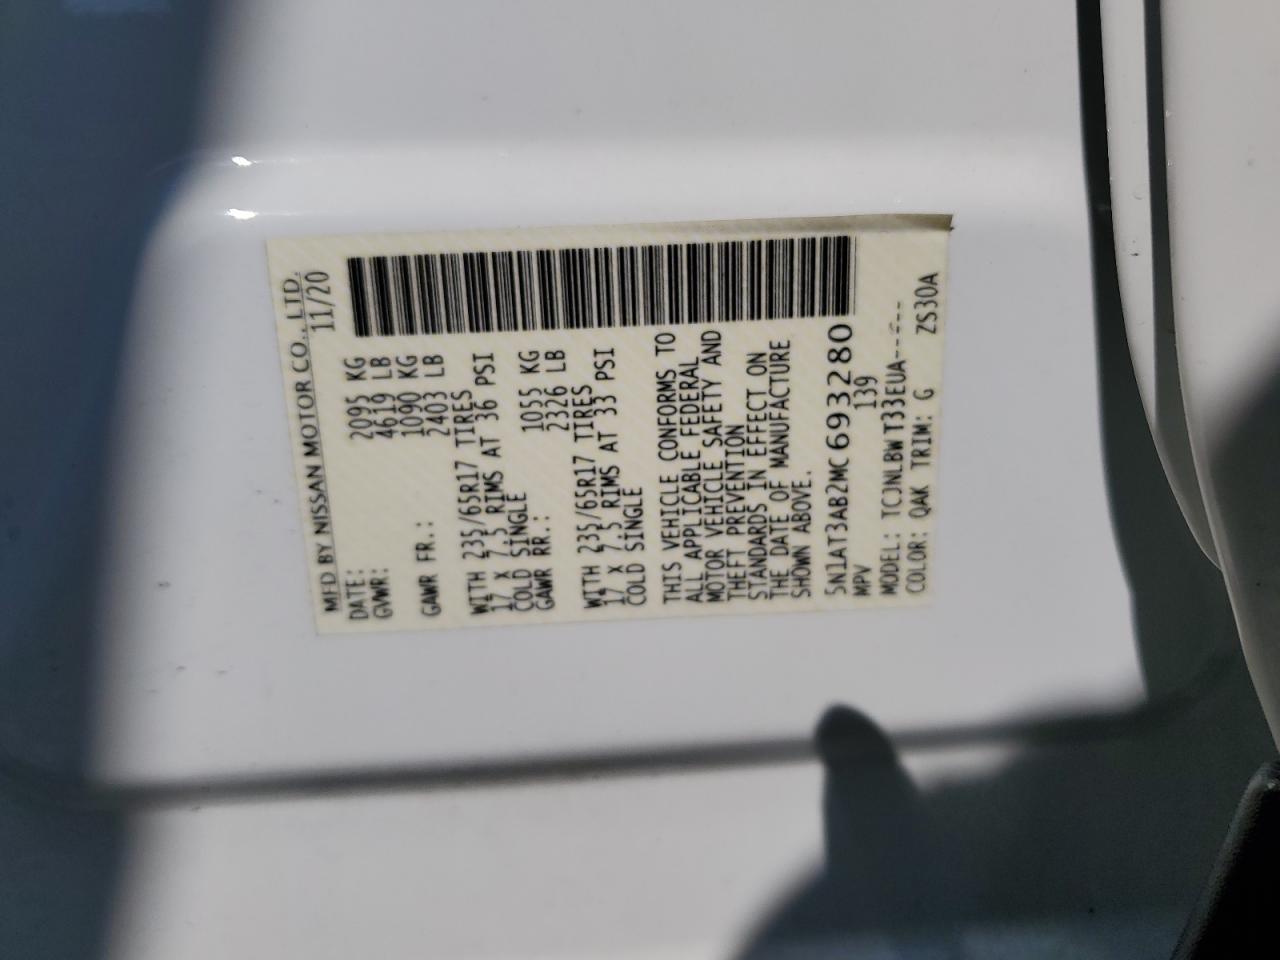 MFD BY NISSAN MOTOR CO., LTD.
DATE: 11/20
GVWR: 2095 KG
4619 LB
GAWR FR.: 1090 KG
2403 LB
WITH 235/65R17 TIRES
17 X 7.5 RIMS AT 36 PSI
COLD SINGLE
GAWR RR.: 1055 KG
2326 LB
WITH 235/65R17 TIRES
17 X 7.5 RIMS AT 33 PSI
COLD SINGLE
THIS VEHICLE CONFORMS TO
ALL APPLICABLE FEDERAL
MOTOR VEHICLE SAFETY AND
THEFT PREVENTION
STANDARDS IN EFFECT ON
THE DATE OF MANUFACTURE
SHOWN ABOVE.
5N1AT3AB2MC693280
MPV 139
MODEL: TCJNLBWT33EUA-----
COLOR: QAK TRIM: G ZS30A